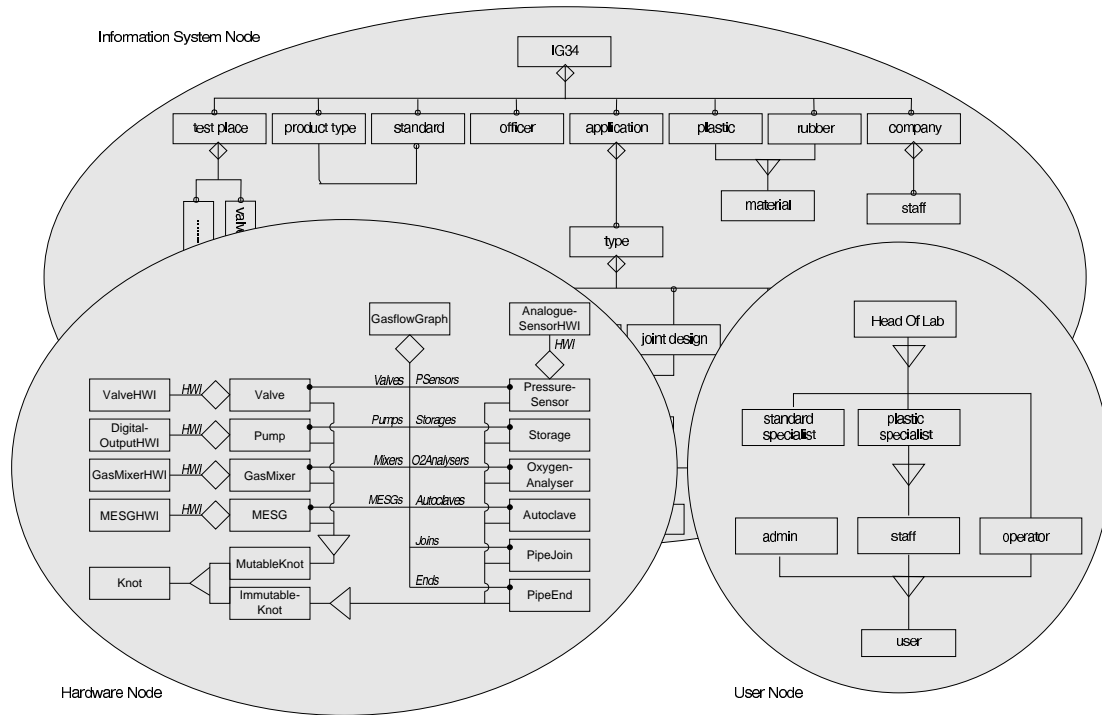 Information System Node
IG34
test place
product type
standard
officer
application
plastic
rubber
company
material
staff
.......
valv
type
joint design
GasflowGraph
Analogue-
SensorHWI
HWI
ValveHWI
HWI
Valve
Valves
PSensors
Pressure-
Sensor
Digital-
OutputHWI
HWI
Pump
Pumps
Storages
Storage
GasMixerHWI
HWI
GasMixer
Mixers
O2Analysers
Oxygen-
Analyser
MESGHWI
HWI
MESG
MESGs
Autoclaves
Autoclave
Joins
PipeJoin
Knot
MutableKnot
Immutable-
Knot
Ends
PipeEnd
Head Of Lab
standard
specialist
plastic
specialist
admin
staff
operator
user
Hardware Node
User Node